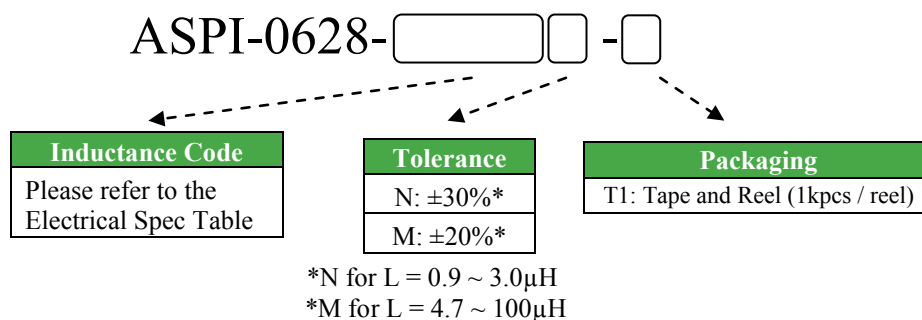 ASPI-0628- -
Inductance Code
Please refer to the
Electrical Spec Table
Tolerance
N: ±30%*
M: ±20%*
*N for L = 0.9 ~ 3.0µH
*M for L = 4.7 ~ 100µH
Packaging
T1: Tape and Reel (1kpcs / reel)